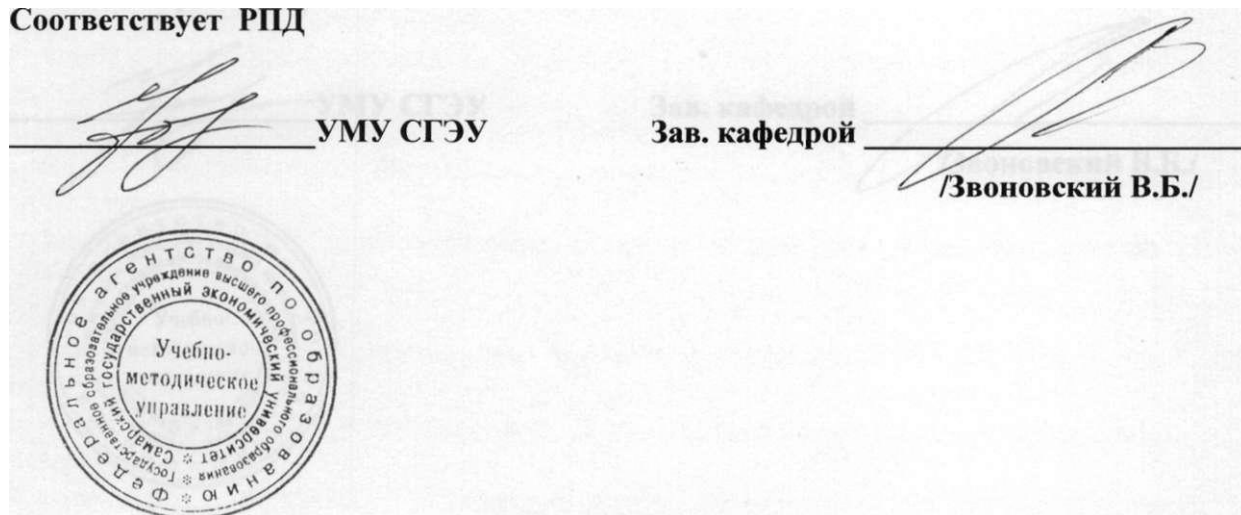 Соответствует РПД
УМУ СГЭУ
Зав. кафедрой
/Звоновский В.Б./
Федеральное агентство по образованию
Государственное образовательное учреждение высшего профессионального образования
Самарский государственный экономический университет
Учебно-
методическое
управление